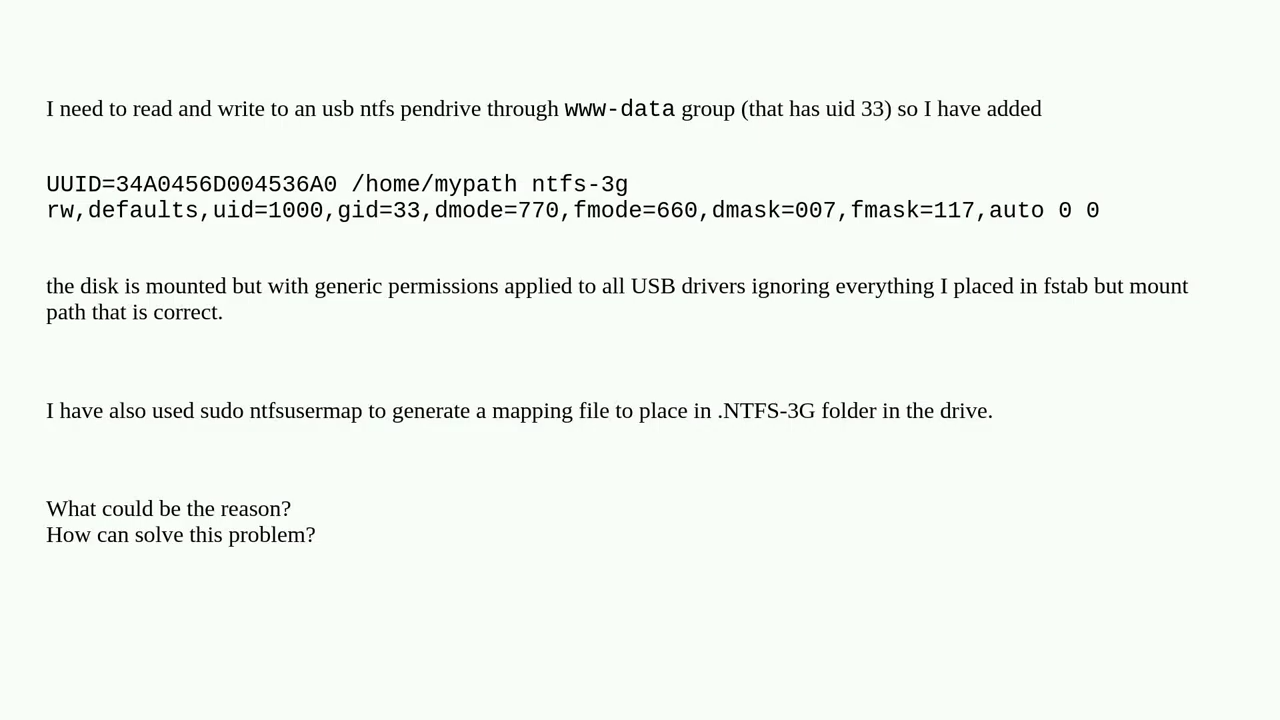 I need to read and write to an usb ntfs pendrive through www-data group (that has uid 33) so I have added
UUID=34A0456D004536A0 /home/mypath ntfs-3g
rw,defaults,uid=1000,gid=33,dmode=770,fmode=660,dmask=007,fmask=117,auto 0 0
the disk is mounted but with generic permissions applied to all USB drivers ignoring everything I placed in fstab but mount
path that is correct.
I have also used sudo ntfsusermap to generate a mapping file to place in .NTFS-3G folder in the drive.
What could be the reason?
How can solve this problem?